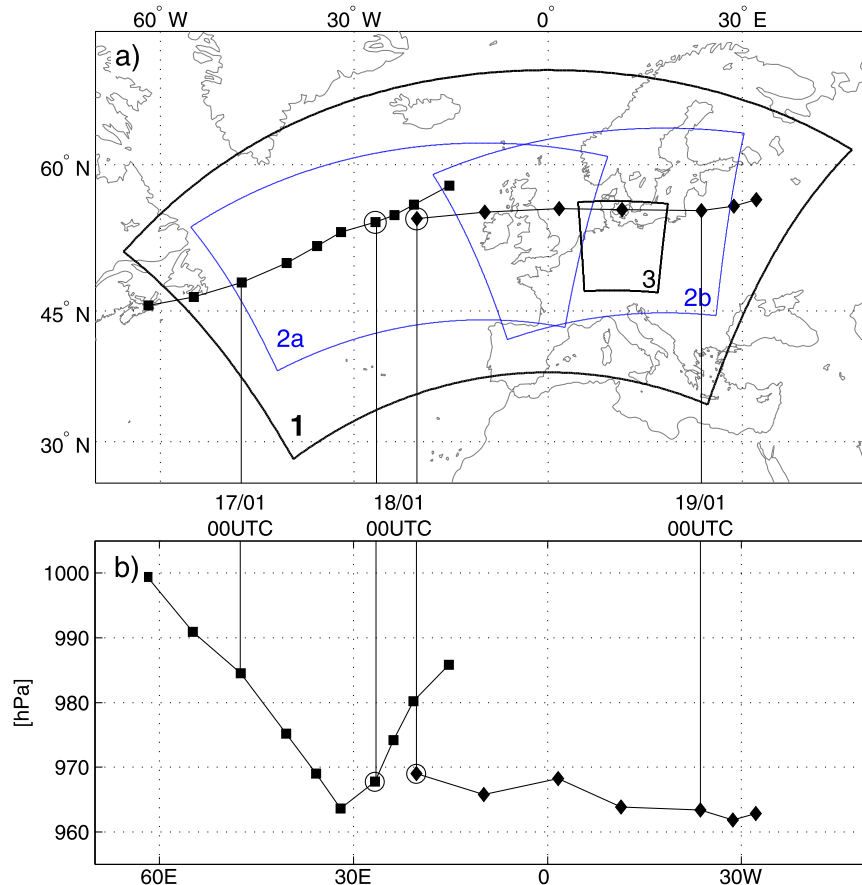 60° W 30° W 0° 30° E
a)
60° N
3
2b
45° N
2a
1
30° N
17/01 18/01 19/01
00UTC 00UTC 00UTC
b)
1000
990
980
[hPa]
970
960
60E 30E 0 30W